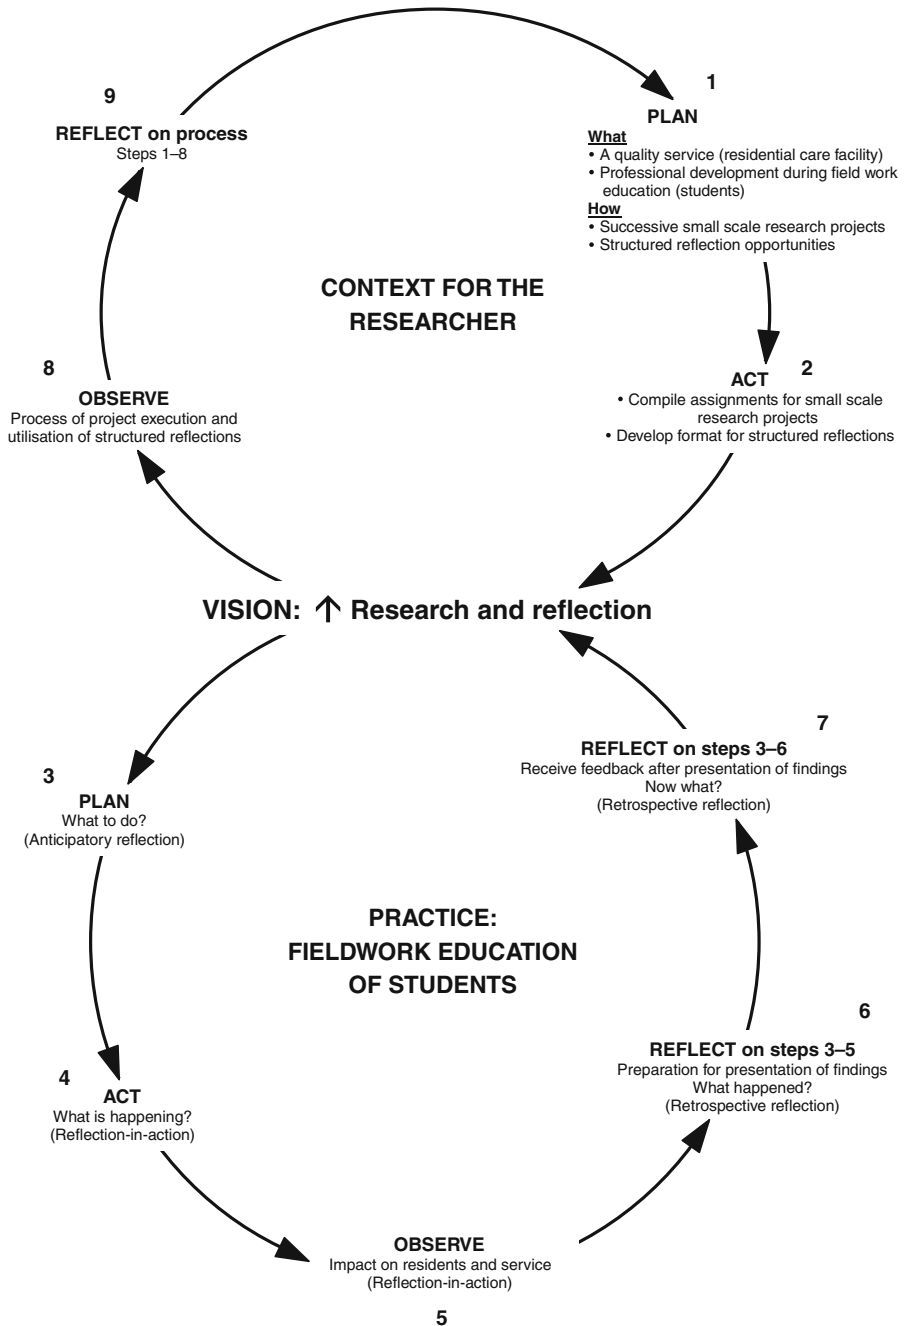 1
PLAN
What
• A quality service (residential care facility)
• Professional development during field work
education (students)
How
• Successive small scale research projects
• Structured reflection opportunities
9
REFLECT on process
Steps 1–8
CONTEXT FOR THE
RESEARCHER
2
ACT
• Compile assignments for small scale
research projects
• Develop format for structured reflections
8
OBSERVE
Process of project execution and
utilisation of structured reflections
VISION: ↑ Research and reflection
3
PLAN
What to do?
(Anticipatory reflection)
7
REFLECT on steps 3–6
Receive feedback after presentation of findings
Now what?
(Retrospective reflection)
PRACTICE:
FIELDWORK EDUCATION
OF STUDENTS
4
ACT
What is happening?
(Reflection-in-action)
6
REFLECT on steps 3–5
Preparation for presentation of findings
What happened?
(Retrospective reflection)
OBSERVE
Impact on residents and service
(Reflection-in-action)
5